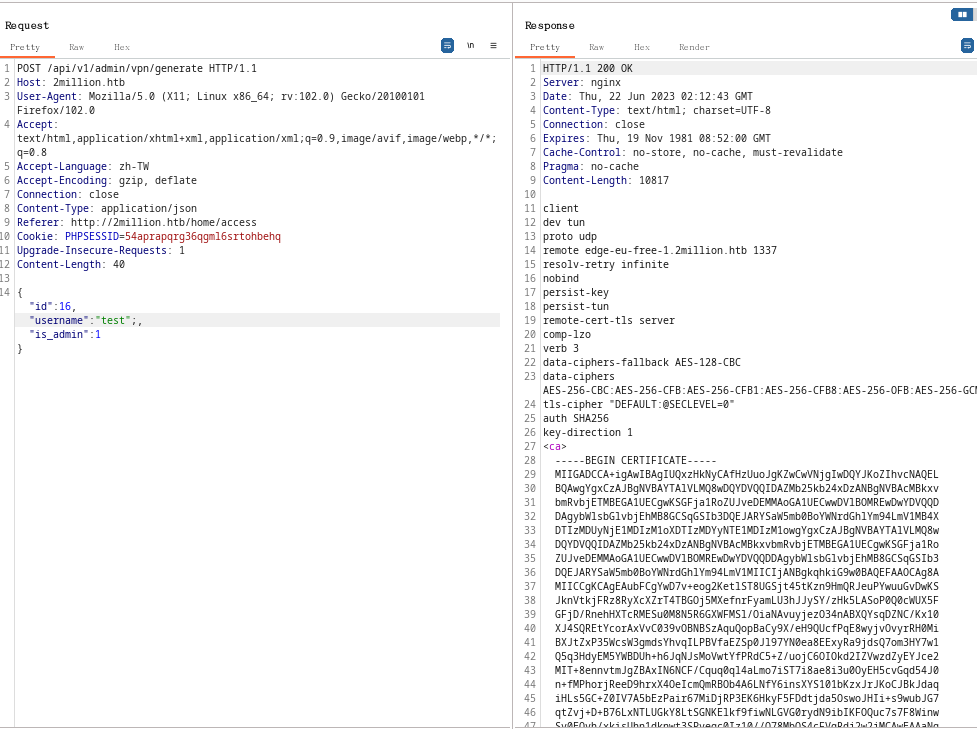 Request
Pretty Raw Hex
\n
1 POST /api/v1/admin/vpn/generate HTTP/1.1
2 Host: 2million.htb
3 User-Agent: Mozilla/5.0 (X11; Linux x86_64; rv:102.0) Gecko/20100101
Firefox/102.0
4 Accept:
text/html,application/xhtml+xml,application/xml;q=0.9,image/avif,image/webp,*/*;
q=0.8
5 Accept-Language: zh-TW
6 Accept-Encoding: gzip, deflate
7 Connection: close
8 Content-Type: application/json
9 Referer: http://2million.htb/home/access
10 Cookie: PHPSESSID=54aprapqrg36qgml6srtohbehq
11 Upgrade-Insecure-Requests: 1
12 Content-Length: 40
13
14 {
"id":16,
"username":"test";,
"is_admin":1
}
Response
Pretty Raw Hex Render
1 HTTP/1.1 200 OK
2 Server: nginx
3 Date: Thu, 22 Jun 2023 02:12:43 GMT
4 Content-Type: text/html; charset=UTF-8
5 Connection: close
6 Expires: Thu, 19 Nov 1981 08:52:00 GMT
7 Cache-Control: no-store, no-cache, must-revalidate
8 Pragma: no-cache
9 Content-Length: 10817
10
11 client
12 dev tun
13 proto udp
14 remote edge-eu-free-1.2million.htb 1337
15 resolv-retry infinite
16 nobind
17 persist-key
18 persist-tun
19 remote-cert-tls server
20 comp-lzo
21 verb 3
22 data-ciphers-fallback AES-128-CBC
23 data-ciphers
AES-256-CBC:AES-256-CFB:AES-256-CFB1:AES-256-CFB8:AES-256-OFB:AES-256-GCM
24 tls-cipher "DEFAULT:@SECLEVEL=0"
25 auth SHA256
26 key-direction 1
27 <ca>
28 -----BEGIN CERTIFICATE-----
29 MIIGADCCA+igAwIBAgIUQxzHkNyCAfHzUuoJgKZwCwVNjgIwDQYJKoZIhvcNAQEL
30 BQAwgYgxCzAJBgNVBAYTAlVLMQ8wDQYDVQQIDAZMb25kb24xDzANBgNVBAcMBkxv
31 bmRvbjETMBEGA1UECgwKSGFja1RoZUJveDEMMAoGA1UECwwDVlBOMREwDwYDVQQD
32 DAgybWlsbGlvbjEhMB8GCSqGSIb3DQEJARYSaW5mb0BoYWNrdGhlYm94LmV1MB4X
33 DTIzMDUyNjE1MDIzM1oXDTIzMDYyNTE1MDIzM1owgYgxCzAJBgNVBAYTAlVLMQ8w
34 DQYDVQQIDAZMb25kb24xDzANBgNVBAcMBkxvbmRvbjETMBEGA1UECgwKSGFja1Ro
35 ZUJveDEMMAoGA1UECwwDVlBOMREwDwYDVQQDDAgybWlsbGlvbjEhMB8GCSqGSIb3
36 DQEJARYSaW5mb0BoYWNrdGhlYm94LmV1MIICIjANBgkqhkiG9w0BAQEFAAOCAg8A
37 MIICCgKCAgEAubFCgYwD7v+eog2KetlST8UGSjt45tKzn9HmQRJeuPYwuuGvDwKS
38 JknVtkjFRz8RyXcXZrT4TBGOj5MXefnrFyamLU3hJJySY/zHk5LASoP0Q0cWUX5F
39 GFjD/RnehHXTcRMESu0M8N5R6GXWFMSl/OiaNAvuyjezO34nABXQYsqDZNC/Kx10
40 XJ4SQREtYcorAxVvC039vOBNBSzAquQopBaCy9X/eH9QUcfPqE8wyjvOvyrRH0Mi
41 BXJtZxP35WcsW3gmdsYhvqILPBVfaEZSp0Jl97YN0ea8EExyRa9jdsQ7om3HY7w1
42 Q5q3HdyEM5YWBDUh+h6JqNJsMoVwtYfPRdC5+Z/uojC6OIOkd2IZVwzdZyEYJce2
43 MIT+8ennvtmJgZBAxIN6NCF/Cquq0ql4aLmo7iST7i8ae8i3u0OyEH5cvGqd54J0
44 n+fMPhorjReeD9hrxX4OeIcmQmRBOb4A6LNfY6insXYS101bKzxJrJKoCJBkJdaq
45 iHLs5GC+Z0IV7A5bEzPair67MiDjRP3EK6HkyF5FDdtjda5OswoJHIi+s9wubJG7
46 qtZvj+D+B76LxNTLUGkY8LtSGNKElkf9fiwNLGVG0rydN9ibIKFOQuc7s7F8Winw
47